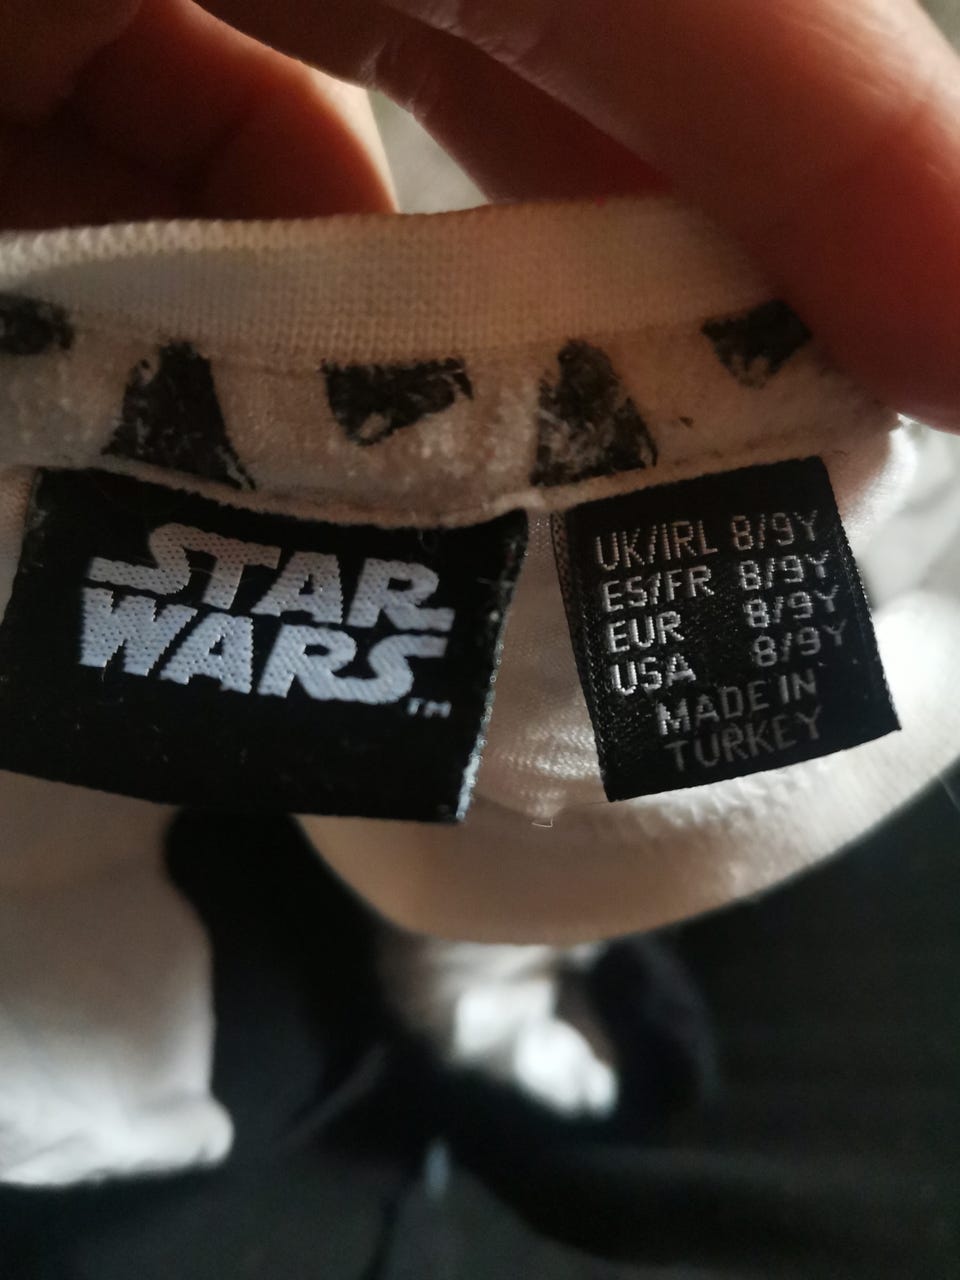 STAR
WARS
TM
UK/IRL 8/9Y
ES/FR 8/9Y
EUR 8/9Y
USA 8/9Y
MADE IN
TURKEY